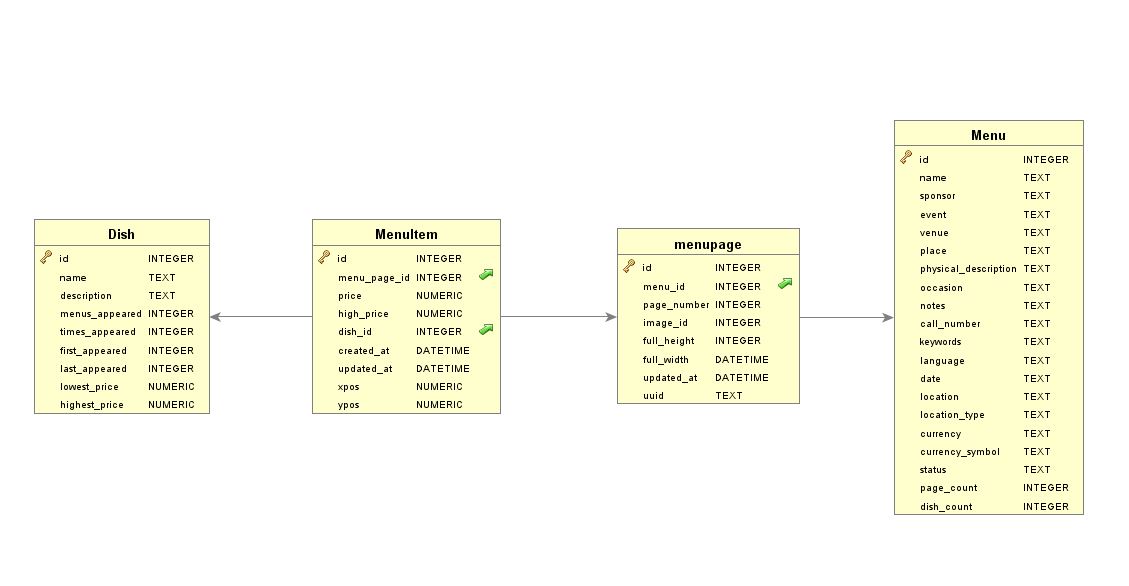 Dish
id INTEGER
name TEXT
description TEXT
menus_appeared INTEGER
times_appeared INTEGER
first_appeared INTEGER
last_appeared INTEGER
lowest_price NUMERIC
highest_price NUMERIC
MenuItem
id INTEGER
menu_page_id INTEGER
price NUMERIC
high_price NUMERIC
dish_id INTEGER
created_at DATETIME
updated_at DATETIME
xpos NUMERIC
ypos NUMERIC
menupage
id INTEGER
menu_id INTEGER
page_number INTEGER
image_id INTEGER
full_height INTEGER
full_width DATETIME
updated_at DATETIME
uuid TEXT
Menu
id INTEGER
name TEXT
sponsor TEXT
event TEXT
venue TEXT
place TEXT
physical_description TEXT
occasion TEXT
notes TEXT
call_number TEXT
keywords TEXT
language TEXT
date TEXT
location TEXT
location_type TEXT
currency TEXT
currency_symbol TEXT
status TEXT
page_count INTEGER
dish_count INTEGER